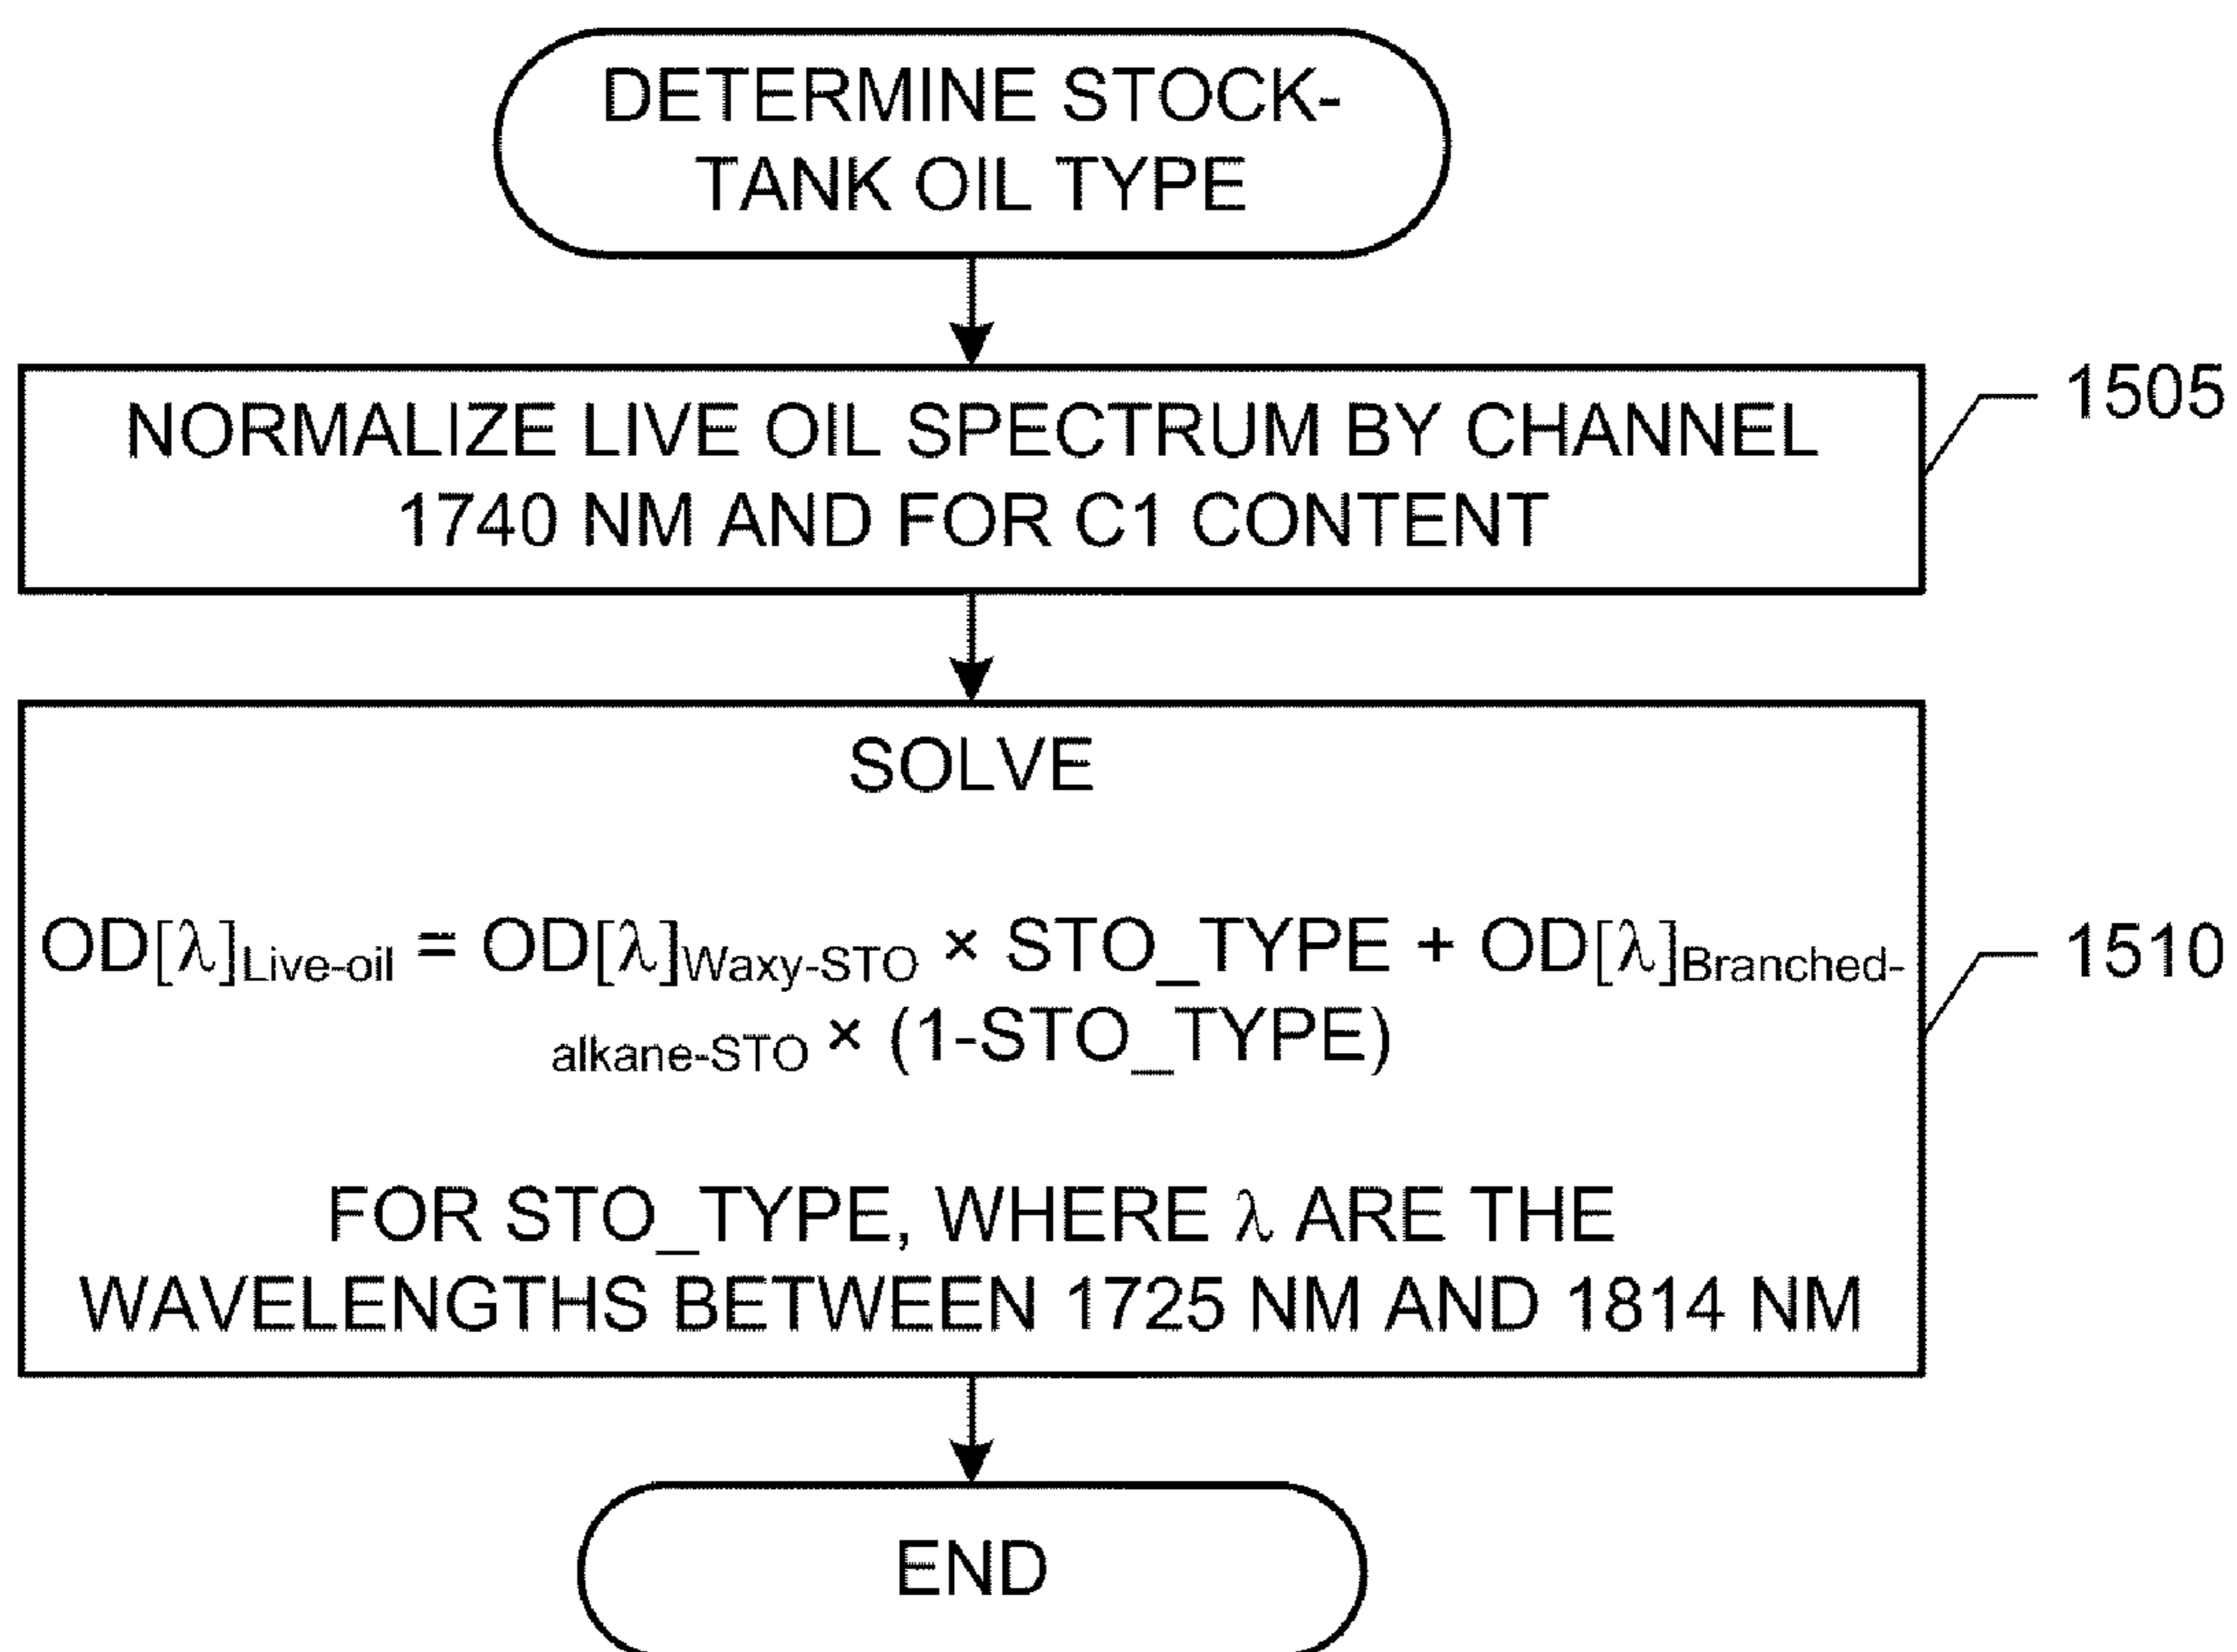 DETERMINE STOCK-
TANK OIL TYPE
NORMALIZE LIVE OIL SPECTRUM BY CHANNEL
1740 NM AND FOR C1 CONTENT
1505
SOLVE
OD[λ]Live-oil = OD[λ]Waxy-STO × STO_TYPE + OD[λ]Branched-
alkane-STO × (1-STO_TYPE)
1510
FOR STO_TYPE, WHERE λ ARE THE
WAVELENGTHS BETWEEN 1725 NM AND 1814 NM
END